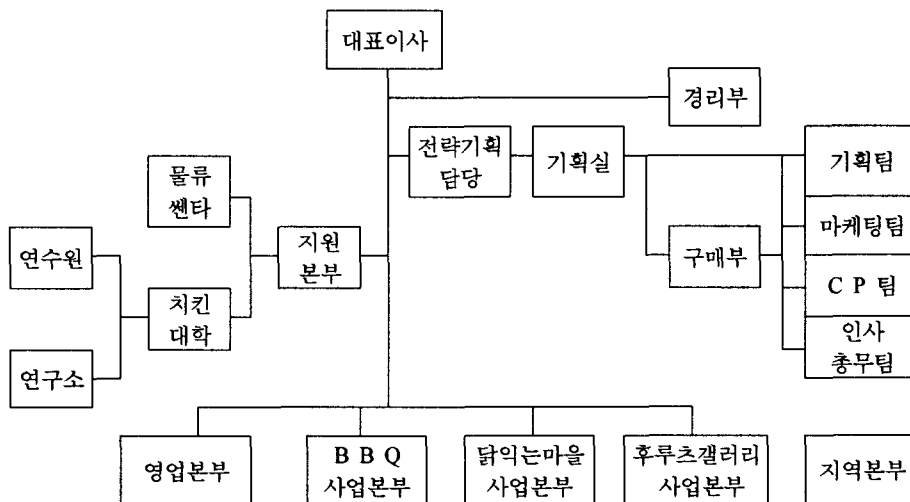 대표이사
경리부
전략기획
담당
기획실
기획팀
물류
쎈타
마케팅팀
연수원
지원
본부
구매부
C P 팀
치킨
대학
인사
총무팀
연구소
영업본부
B B Q
사업본부
닭익는마을
사업본부
후루츠갤러리
사업본부
지역본부